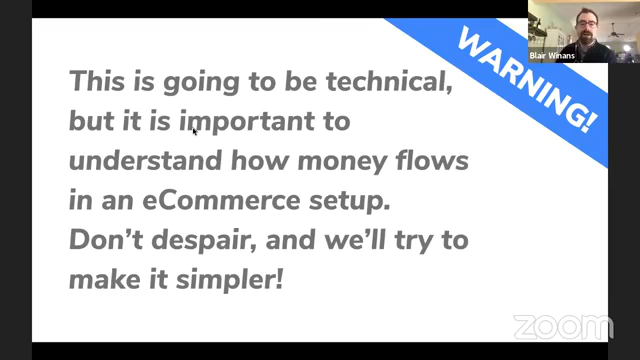 WARNING!
Blair Winans
This is going to be technical,
but it is important to
understand how money flows
in an eCommerce setup.
Don't despair, and we'll try to
make it simpler!
zoom